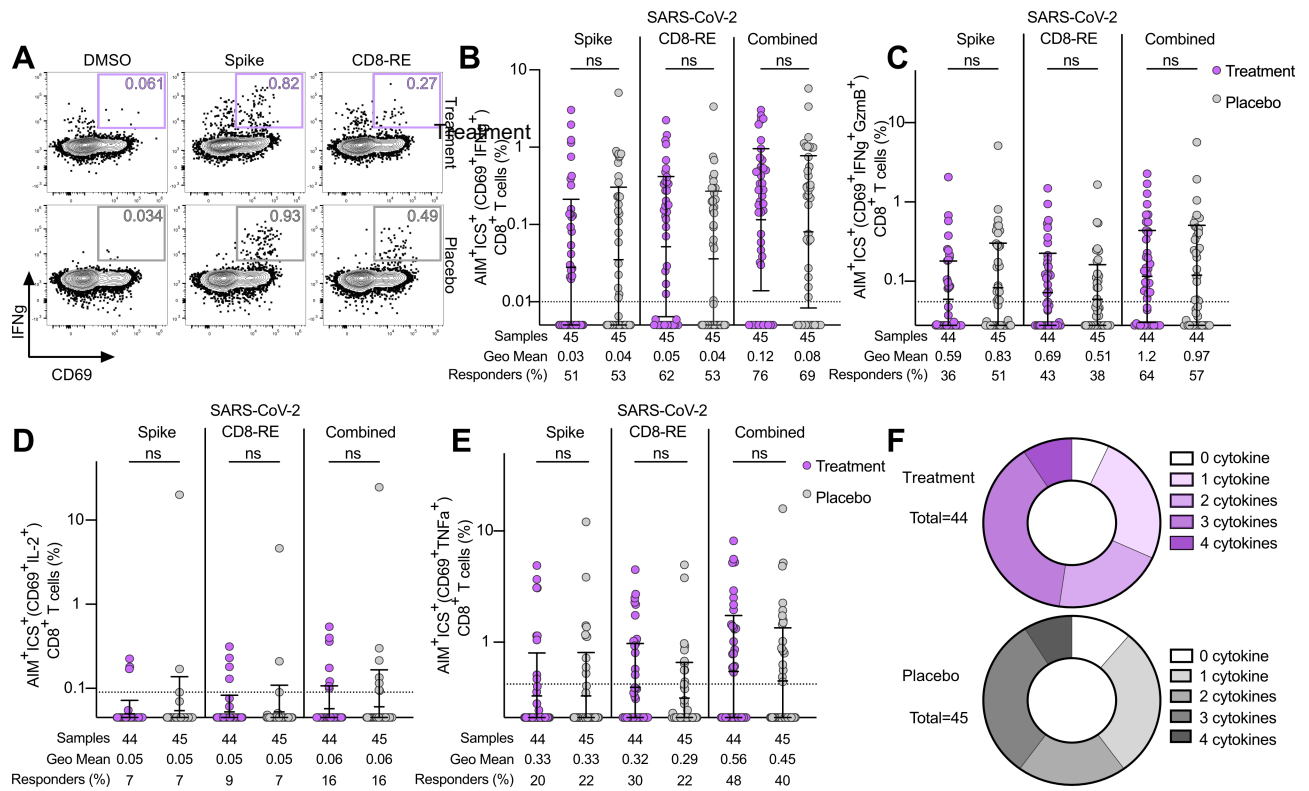 A
DMSO
Spike
CD8-RE
0.061
0.82
0.27
Treatment
Treatment
0.034
0.93
0.49
Placebo
IFNg
CD69
B
SARS-CoV-2
Spike
CD8-RE
Combined
ns
ns
ns
AIM+ICS+ (CD69+IFNg+)
CD8+ T cells (%)
10
1
0.1
0.01
Samples 45 45 45 45 45 45
Geo Mean 0.03 0.04 0.05 0.04 0.12 0.08
Responders (%) 51 53 62 53 76 69
C
SARS-CoV-2
Spike
CD8-RE
Combined
ns
ns
ns
Treatment
Placebo
AIM+ICS+ (CD69+IFNg+GzmB+)
CD8+ T cells (%)
10
1
0.1
Samples 44 45 44 45 44 44
Geo Mean 0.59 0.83 0.69 0.51 1.2 0.97
Responders (%) 36 51 43 38 64 57
D
SARS-CoV-2
Spike
CD8-RE
Combined
ns
ns
ns
AIM+ICS+(CD69+IL-2+)
CD8+ T cells (%)
10
1
0.1
Samples 44 45 44 45 44 45
Geo Mean 0.05 0.05 0.05 0.05 0.06 0.06
Responders (%) 7 7 9 7 16 16
E
SARS-CoV-2
Spike
CD8-RE
Combined
ns
ns
ns
Treatment
Placebo
AIM+ICS+(CD69+TNFa+)
CD8+ T cells (%)
10
1
Samples 44 45 44 45 44 45
Geo Mean 0.33 0.33 0.32 0.29 0.56 0.45
Responders (%) 20 22 30 22 48 40
F
Treatment
Total=44
0 cytokine
1 cytokine
2 cytokines
3 cytokines
4 cytokines
Placebo
Total=45
0 cytokine
1 cytokine
2 cytokines
3 cytokines
4 cytokines